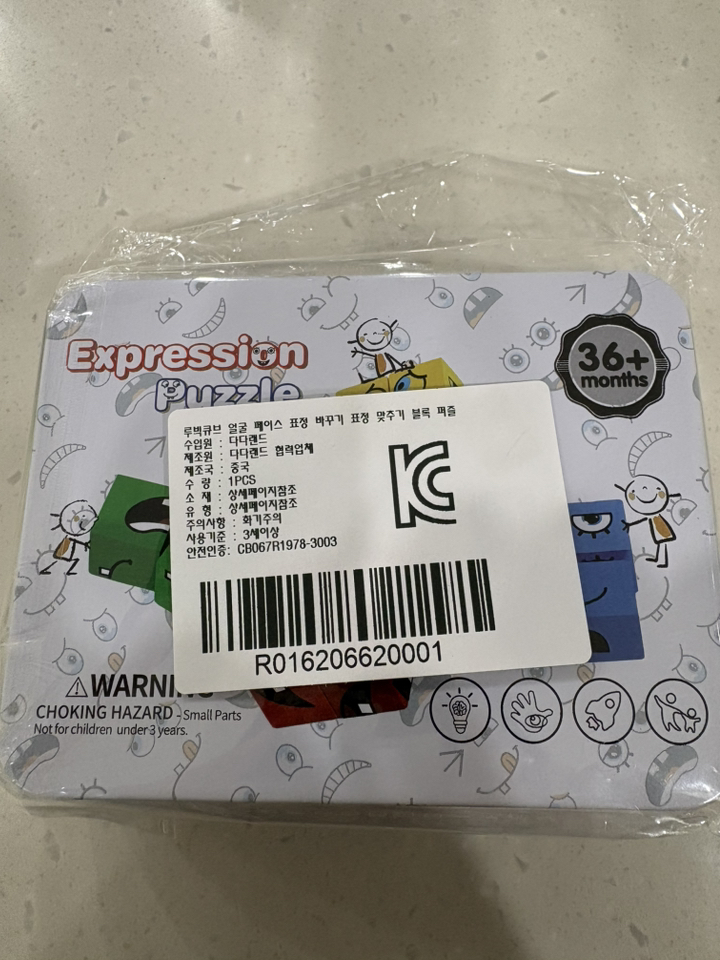 Expression
Puzzle
36+
months
루빅큐브 얼굴 페이스 표정 바꾸기 표정 맞추기 블록 퍼즐
수입원 : 다다랜드
제조원 : 다다랜드 협력업체
제조국 : 중국
수 량 : 1PCS
소 재 : 상세페이지참조
유 형 : 상세페이지참조
주의사항 : 화기주의
사용기준 : 3세이상
안전인증: CB067R1978-3003
KC
R016206620001
WARNING
CHOKING HAZARD - Small Parts
Not for children under 3 years.